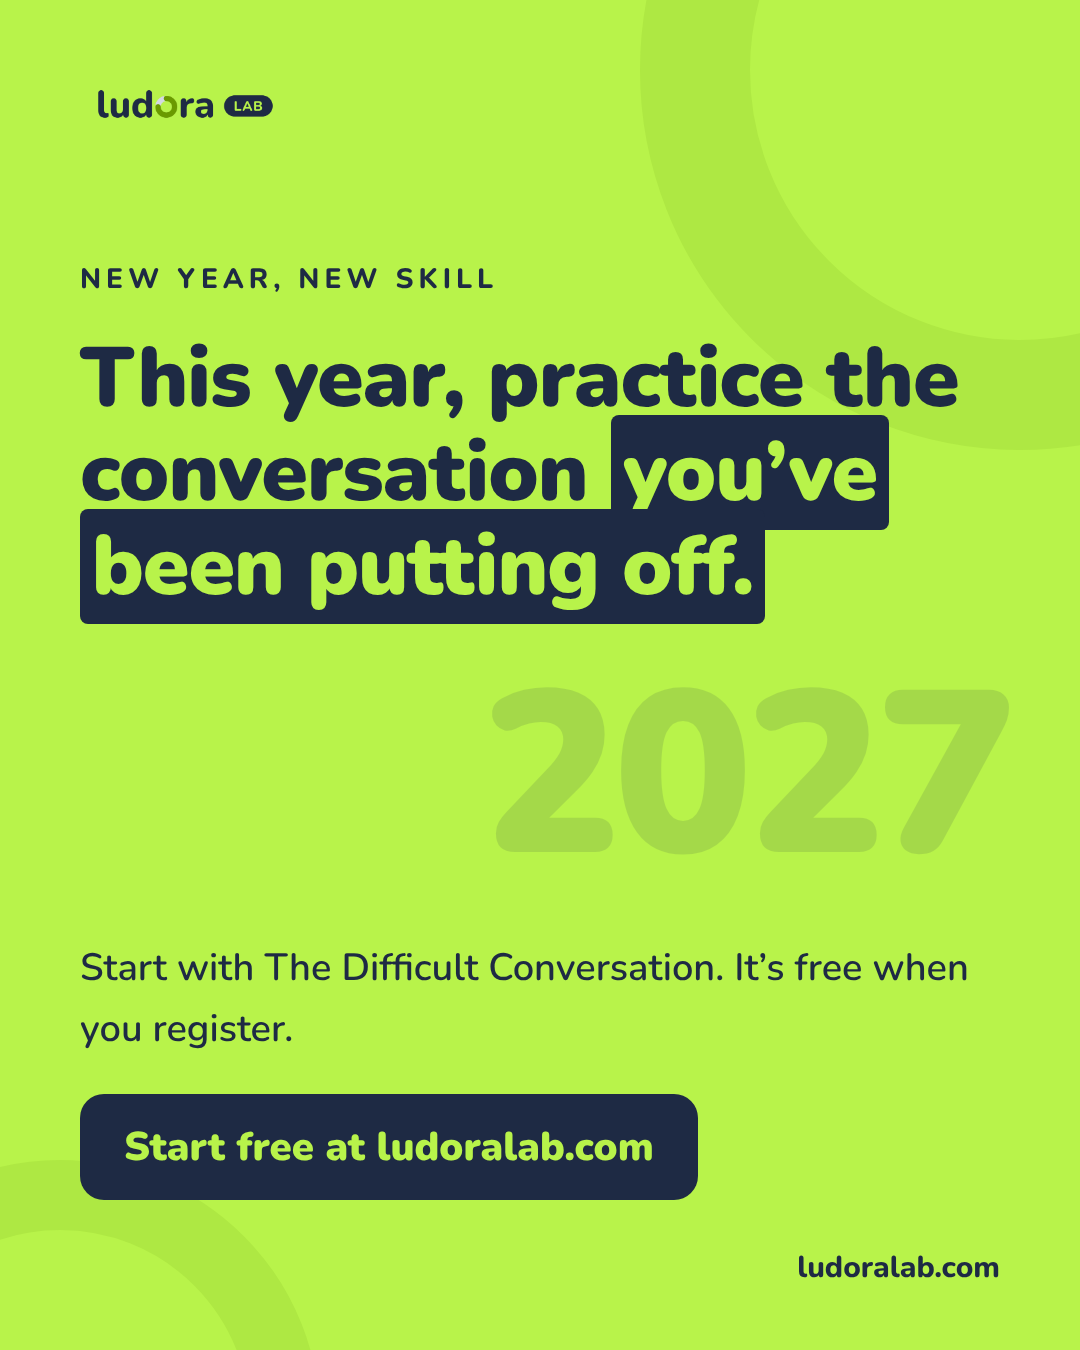 ludora LAB
NEW YEAR, NEW SKILL
This year, practice the
conversation you’ve
been putting off.
2027
Start with The Difficult Conversation. It’s free when
you register.
Start free at ludoralab.com
ludoralab.com